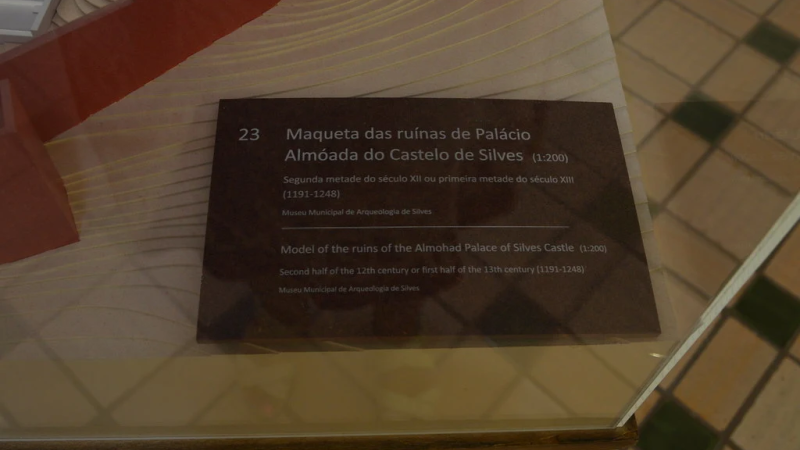 23 Maqueta das ruínas de Palácio
Almóada do Castelo de Silves (1:200)
Segunda metade do século XII ou primeira metade do século XIII
(1191-1248)
Museu Municipal de Arqueologia de Silves
Model of the ruins of the Almohad Palace of Silves Castle (1:200)
Second half of the 12th century or first half of the 13th century (1191-1248)
Museu Municipal de Arqueologia de Silves